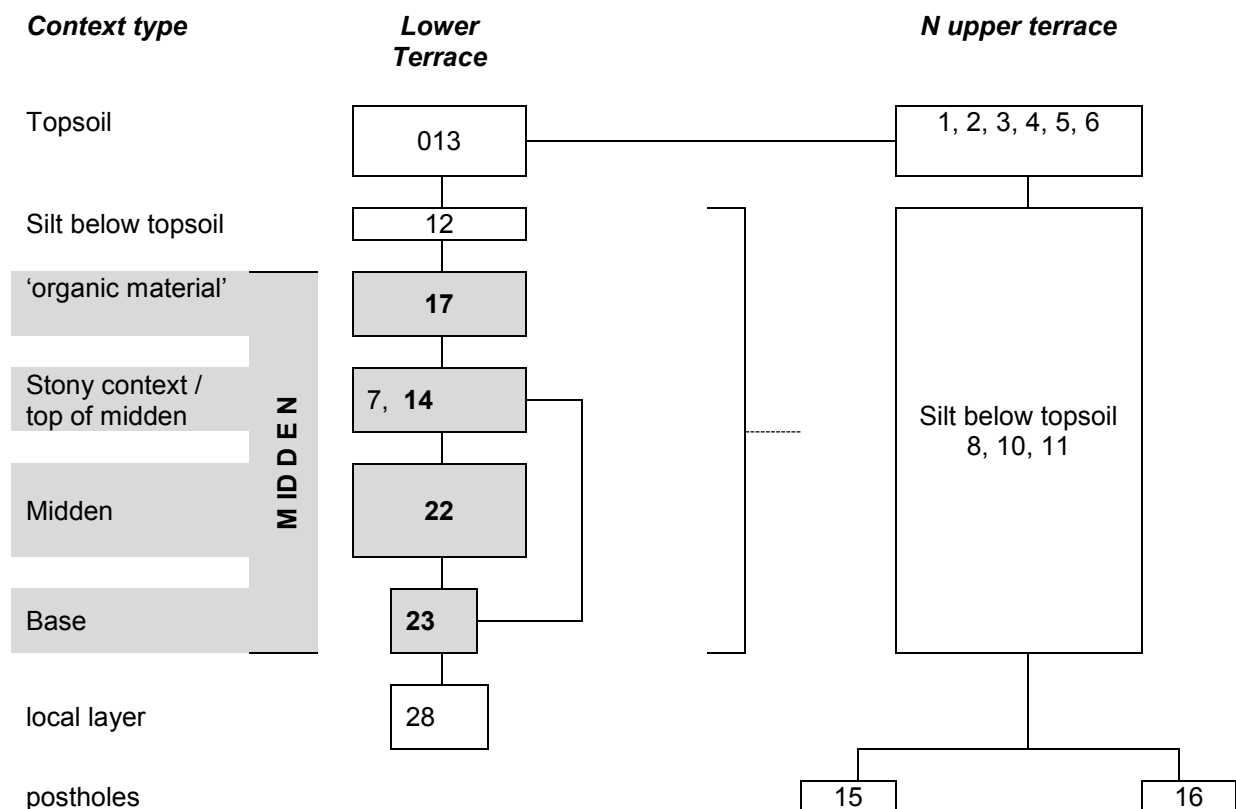 Context type
Lower
Terrace
N upper terrace
Topsoil
013
1, 2, 3, 4, 5, 6
Silt below topsoil
12
‘organic material’
17
Stony context /
top of midden
7, 14
MIDDEN
Silt below topsoil
8, 10, 11
Midden
22
Base
23
local layer
28
postholes
15
16